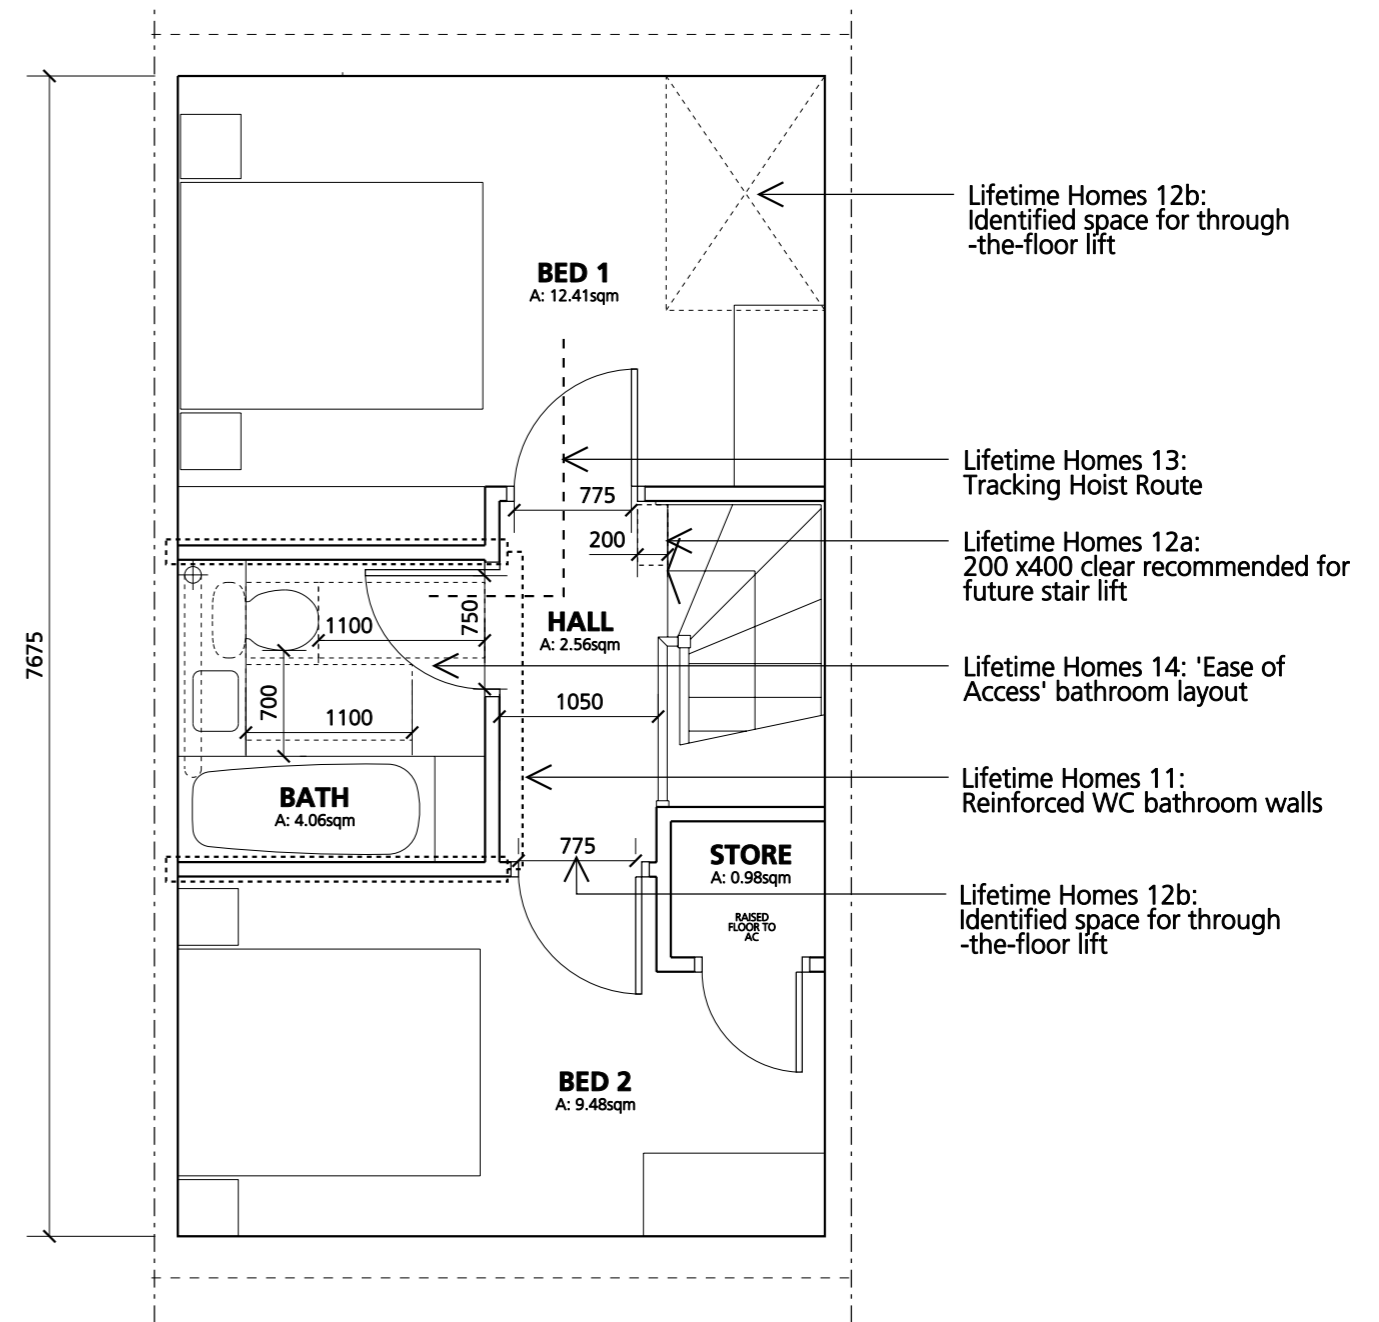 Lifetime Homes 12b:
Identified space for through
-the-floor lift
BED 1
A: 12.41sqm
Lifetime Homes 13:
Tracking Hoist Route
775
200
Lifetime Homes 12a:
200 x400 clear recommended for
future stair lift
7675
1100
750
HALL
A: 2.56sqm
Lifetime Homes 14: 'Ease of
Access' bathroom layout
700
1100
1050
Lifetime Homes 11:
Reinforced WC bathroom walls
BATH
A: 4.06sqm
775
STORE
A: 0.98sqm
RAISED
FLOOR TO
AC
Lifetime Homes 12b:
Identified space for through
-the-floor lift
BED 2
A: 9.48sqm